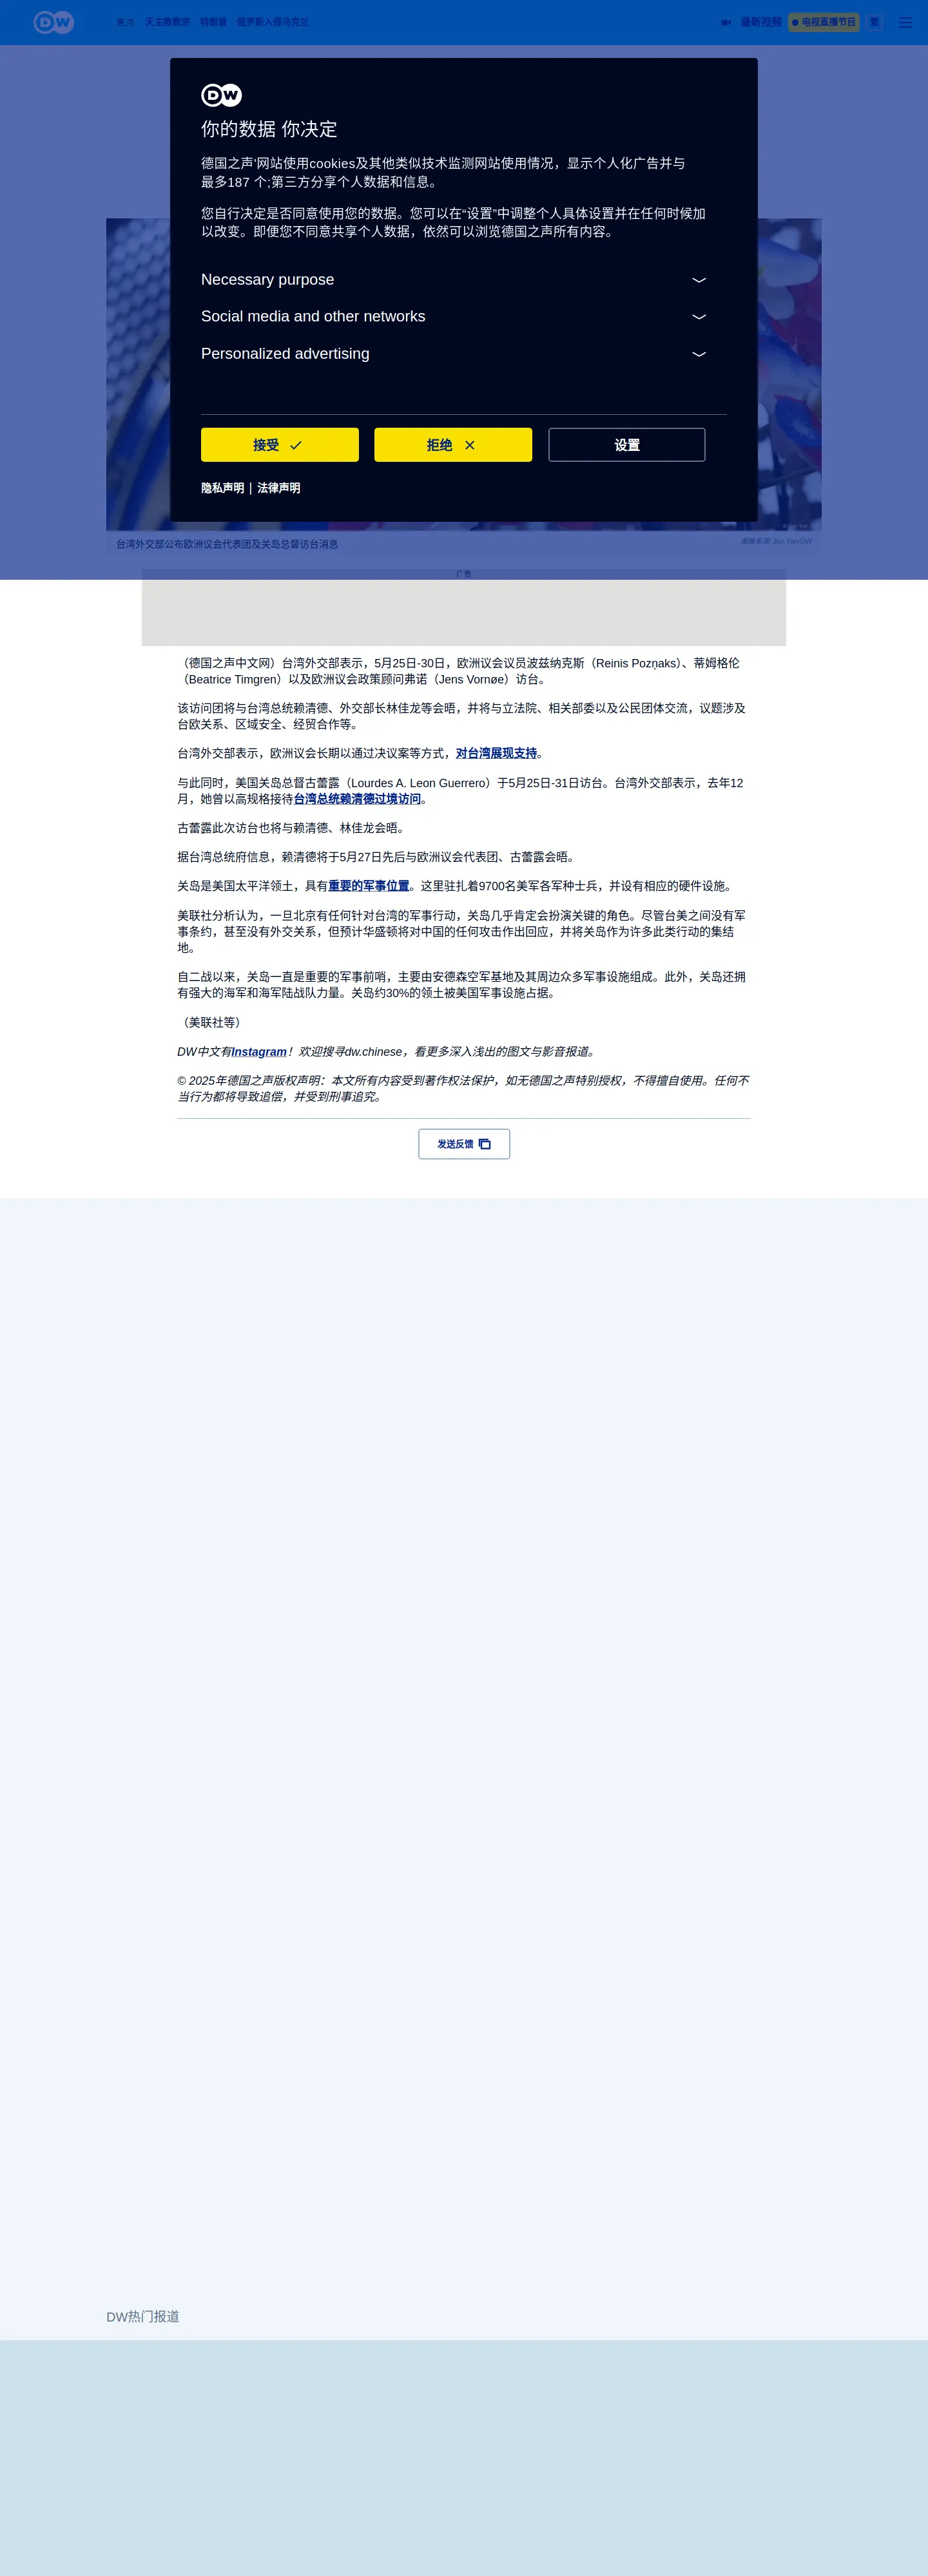 DW
焦点 天主教教宗 特朗普 俄罗斯入侵乌克兰
最新视频 电视直播节目 繁
DW
你的数据 你决定
德国之声'网站使用cookies及其他类似技术监测网站使用情况，显示个人化广告并与
最多187 个;第三方分享个人数据和信息。
您自行决定是否同意使用您的数据。您可以在“设置”中调整个人具体设置并在任何时候加
以改变。即便您不同意共享个人数据，依然可以浏览德国之声所有内容。
Necessary purpose
Social media and other networks
Personalized advertising
接受
拒绝
设置
隐私声明 | 法律声明
台湾外交部公布欧洲议会代表团及关岛总督访台消息
图像来源
广告
（德国之声中文网）台湾外交部表示，5月25日-30日，欧洲议会议员波兹纳克斯（Reinis Pozņaks）、蒂姆格伦
（Beatrice Timgren）以及欧洲议会政策顾问弗诺（Jens Vornøe）访台。
该访问团将与台湾总统赖清德、外交部长林佳龙等会晤，并将与立法院、相关部委以及公民团体交流，议题涉及
台欧关系、区域安全、经贸合作等。
台湾外交部表示，欧洲议会长期以通过决议案等方式，对台湾展现支持。
与此同时，美国关岛总督古蕾露（Lourdes A. Leon Guerrero）于5月25日-31日访台。台湾外交部表示，去年12
月，她曾以高规格接待台湾总统赖清德过境访问。
古蕾露此次访台也将与赖清德、林佳龙会晤。
据台湾总统府信息，赖清德将于5月27日先后与欧洲议会代表团、古蕾露会晤。
关岛是美国太平洋领土，具有重要的军事位置。这里驻扎着9700名美军各军种士兵，并设有相应的硬件设施。
美联社分析认为，一旦北京有任何针对台湾的军事行动，关岛几乎肯定会扮演关键的角色。尽管台美之间没有军
事条约，甚至没有外交关系，但预计华盛顿将对中国的任何攻击作出回应，并将关岛作为许多此类行动的集结
地。
自二战以来，关岛一直是重要的军事前哨，主要由安德森空军基地及其周边众多军事设施组成。此外，关岛还拥
有强大的海军和海军陆战队力量。关岛约30%的领土被美国军事设施占据。
（美联社等）
DW中文有Instagram！欢迎搜寻dw.chinese，看更多深入浅出的图文与影音报道。
© 2025年德国之声版权声明：本文所有内容受到著作权法保护，如无德国之声特别授权，不得擅自使用。任何不
当行为都将导致追偿，并受到刑事追究。
发送反馈
DW热门报道